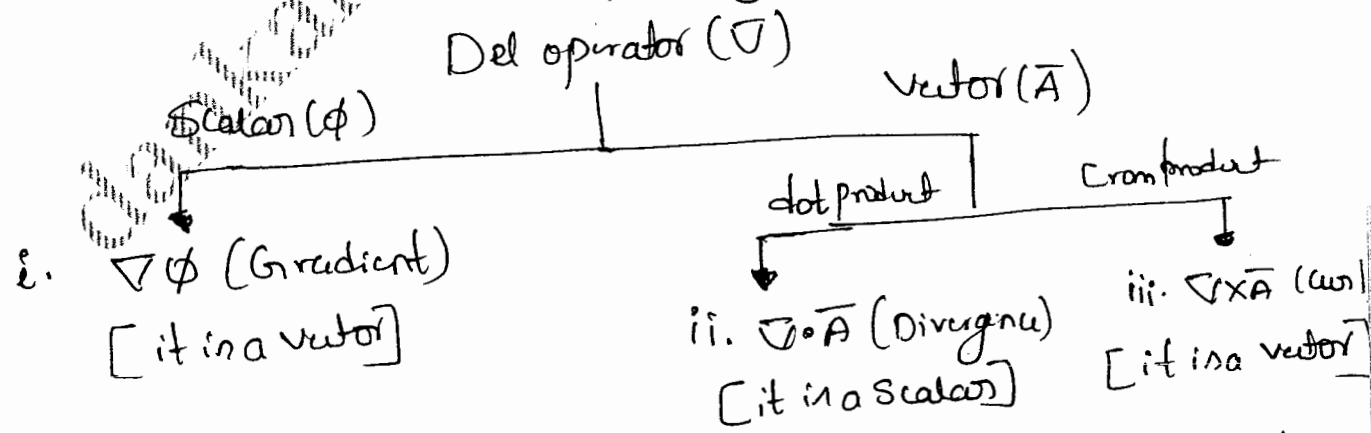 Del operator (∇)
Scalar (ϕ)
Vector (A̅)
dot product
Cross product
i. ∇ϕ (Gradient)
[it is a vector]
ii. ∇•A̅ (Divergence)
[it is a Scalar]
iii. ∇×A̅ (Curl
[it is a vector]